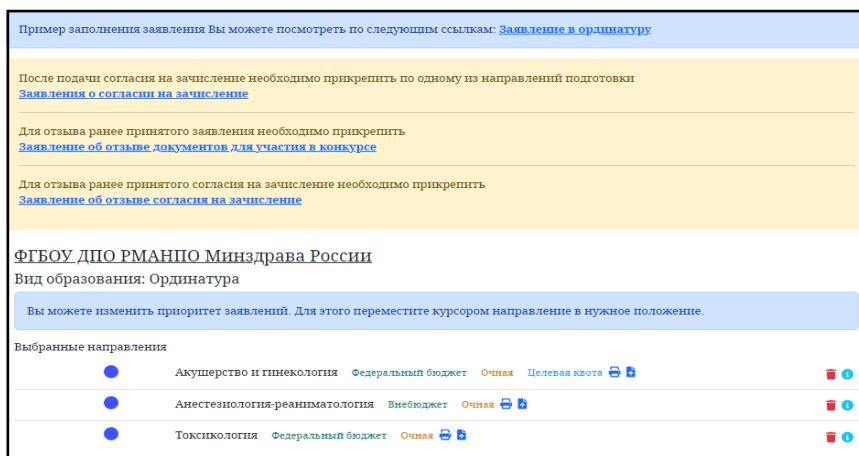 Пример заполнения заявления Вы можете посмотреть по следующим ссылкам: Заявление в ординатуру
После подачи согласия на зачисление необходимо прикрепить по одному из направлений подготовки
Заявления о согласии на зачисление
Для отзыва ранее принятого заявления необходимо прикрепить
Заявление об отзыве документов для участия в конкурсе
Для отзыва ранее принятого согласия на зачисление необходимо прикрепить
Заявление об отзыве согласия на зачисление
ФГБОУ ДПО РМАНПО Минздрава России
Вид образования: Ординатура
Вы можете изменить приоритет заявлений. Для этого переместите курсором направление в нужное положение.
Выбранные направления
Акушерство и гинекология Федеральный бюджет Очная Целевая квота
Анестезиология-реаниматология Внебюджет Очная
Токсикология Федеральный бюджет Очная